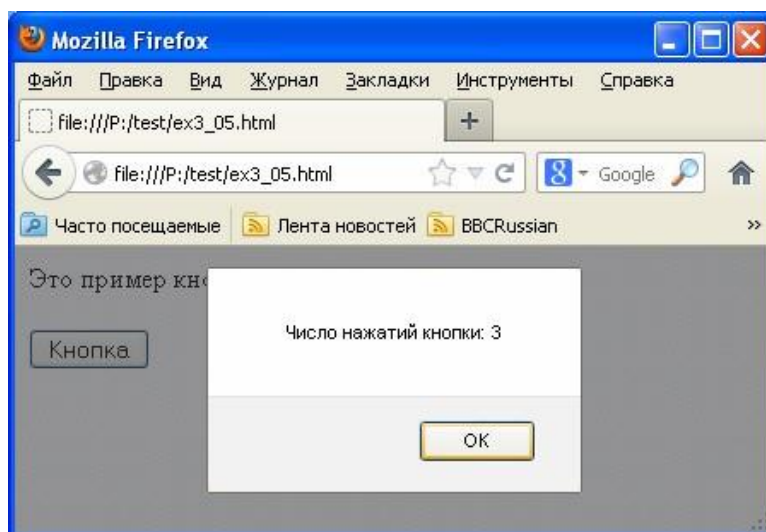 Mozilla Firefox
Файл Правка Вид Журнал Закладки Инструменты Справка
file:///P:/test/ex3_05.html +
file:///P:/test/ex3_05.html Google
Часто посещаемые Лента новостей BBCRussian »
Это пример
Число нажатий кнопки: 3
Кнопка
OK